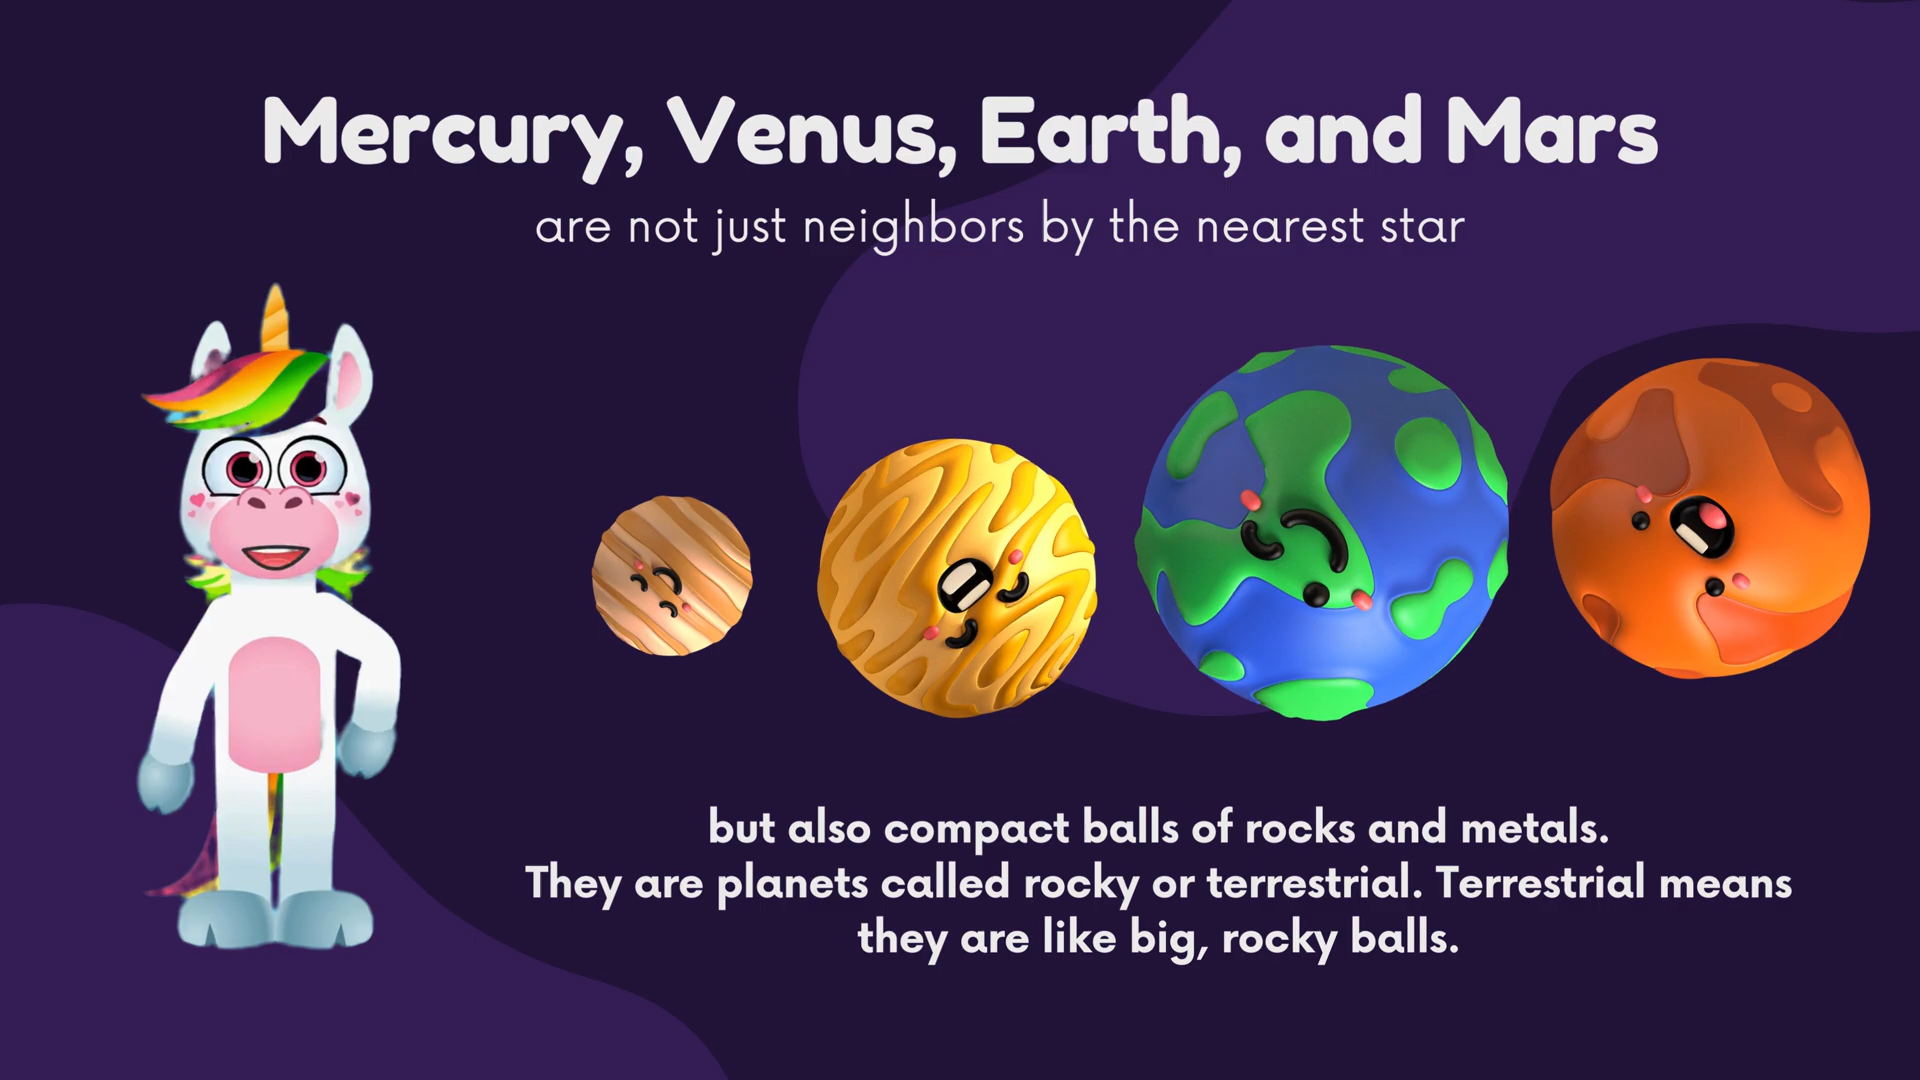 Mercury, Venus, Earth, and Mars
are not just neighbors by the nearest star
but also compact balls of rocks and metals.
They are planets called rocky or terrestrial. Terrestrial means
they are like big, rocky balls.